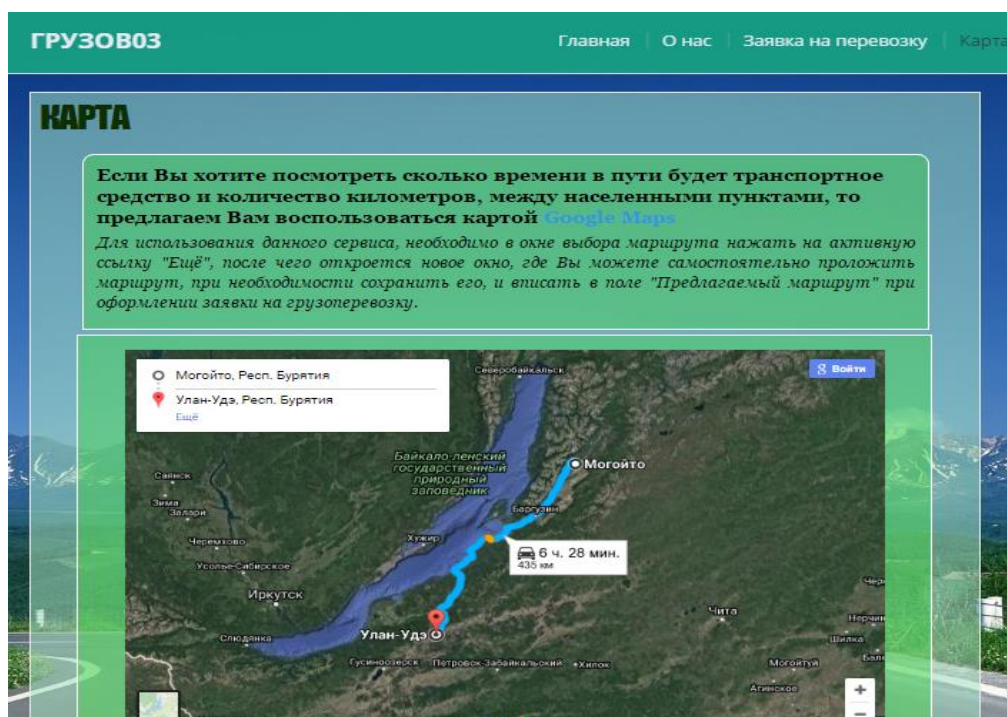 ГРУЗОВ03
Главная О нас Заявка на перевозку Карта
КАРТА
Если Вы хотите посмотреть сколько времени в пути будет транспортное
средство и количество километров, между населенными пунктами, то
предлагаем Вам воспользоваться картой Google Maps
Для использования данного сервиса, необходимо в окне выбора маршрута нажать на активную
ссылку "Ещё", после чего откроется новое окно, где Вы можете самостоятельно проложить
маршрут, при необходимости сохранить его, и вписать в поле "Предлагаемый маршрут" при
оформлении заявки на грузоперевозку.
Могойто, Респ. Бурятия
Улан-Удэ, Респ. Бурятия
Ещё
Северобайкальск
8 Войти
Байкало-ленский
государственный
природный
заповедник
Могойто
Саянск
Зима
Залари
Баргузин
Черемхово
Хужир
6 ч. 28 мин.
435 км
Усолье-Сибирское
Иркутск
Чита
Слюдянка
Улан-Удэ
Шилка
Гусиноозерск
Петровск-Забайкальский
Хилок
Могойтуй
Агинское
+
−